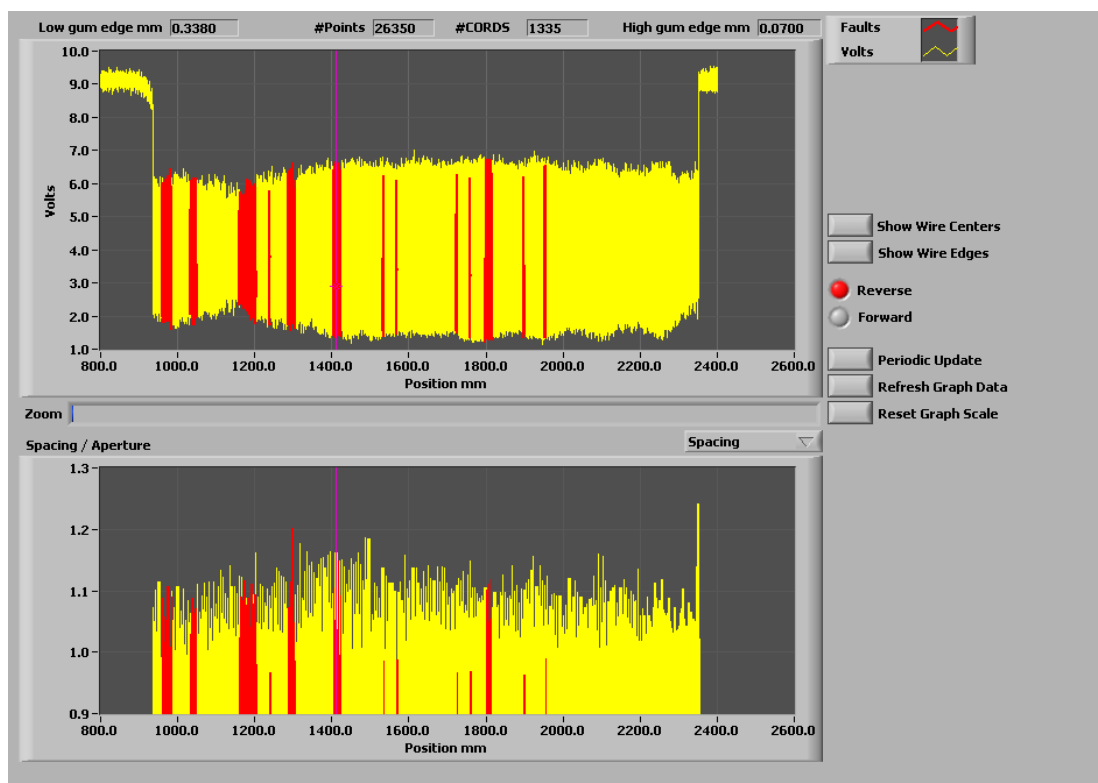 Low gum edge mm 0.3380 #Points 26350 #CORDS 1335 High gum edge mm 0.0700
Faults
Volts
10.0
9.0
8.0
7.0
6.0
5.0
4.0
3.0
2.0
1.0
Volts
800.0 1000.0 1200.0 1400.0 1600.0 1800.0 2000.0 2200.0 2400.0 2600.0
Position mm
Show Wire Centers
Show Wire Edges
Reverse
Forward
Periodic Update
Refresh Graph Data
Reset Graph Scale
Zoom
Spacing / Aperture
Spacing
1.3
1.2
1.1
1.0
0.9
800.0 1000.0 1200.0 1400.0 1600.0 1800.0 2000.0 2200.0 2400.0 2600.0
Position mm